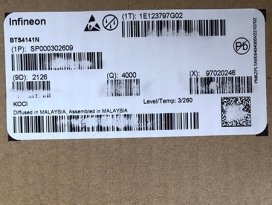 Infineon
(1T): 1E123797G02
BTS4141N
(1P): SP000302609
(9D): 2126
(Q): 4000
(X): 97020246
Level/Temp: 3/260
KOCI
Diffused in MALAYSIA, Assembled in MALAYSIA
Pb